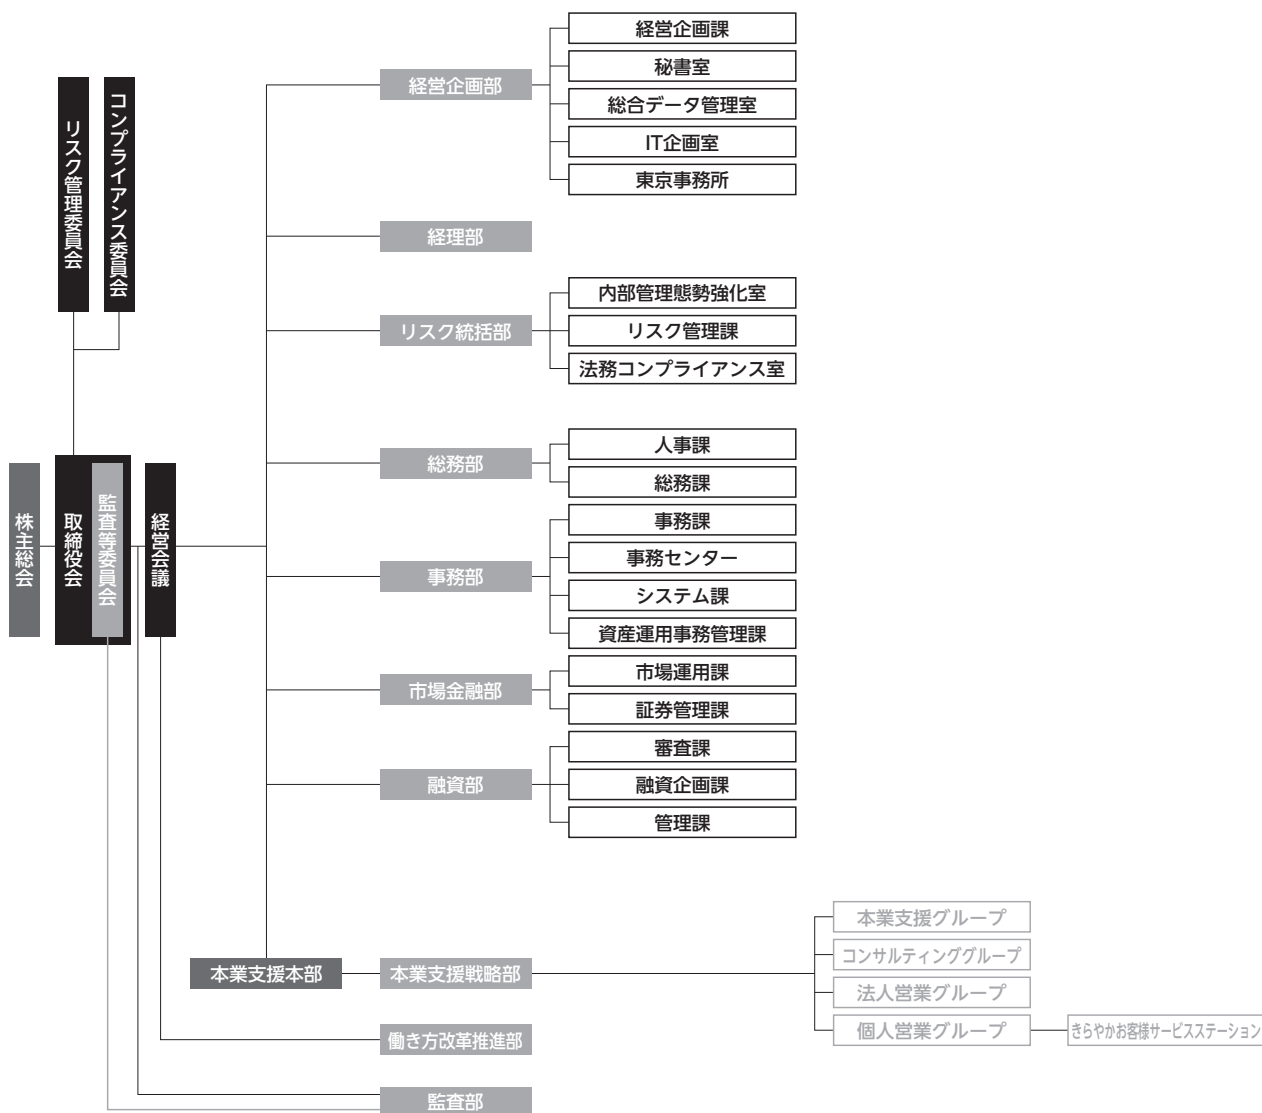 リスク管理委員会
コンプライアンス委員会
株主総会
取締役会
監査等委員会
経営会議
経営企画部
経営企画課
秘書室
総合データ管理室
IT企画室
東京事務所
経理部
リスク統括部
内部管理態勢強化室
リスク管理課
法務コンプライアンス室
総務部
人事課
総務課
事務部
事務課
事務センター
システム課
資産運用事務管理課
市場金融部
市場運用課
証券管理課
融資部
審査課
融資企画課
管理課
本業支援本部
本業支援戦略部
本業支援グループ
コンサルティンググループ
法人営業グループ
個人営業グループ
きらやかお客様サービスステーション
働き方改革推進部
監査部